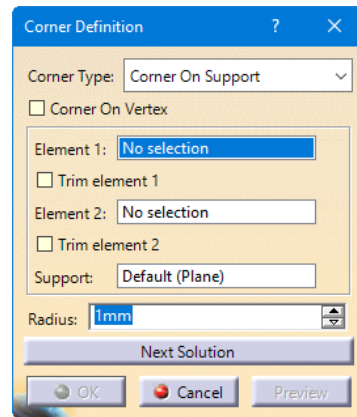 Corner Definition ? ✕
Corner Type: Corner On Support
Corner On Vertex
Element 1: No selection
Trim element 1
Element 2: No selection
Trim element 2
Support: Default (Plane)
Radius: 1mm
Next Solution
OK Cancel Preview